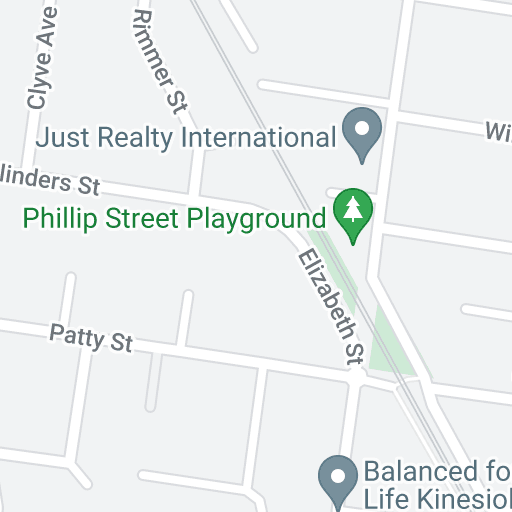 Clyve Ave
Rimmer St
Just Realty International
Wi
linders St
Phillip Street Playground
Elizabeth St
Patty St
Balanced fo
Life Kinesiol